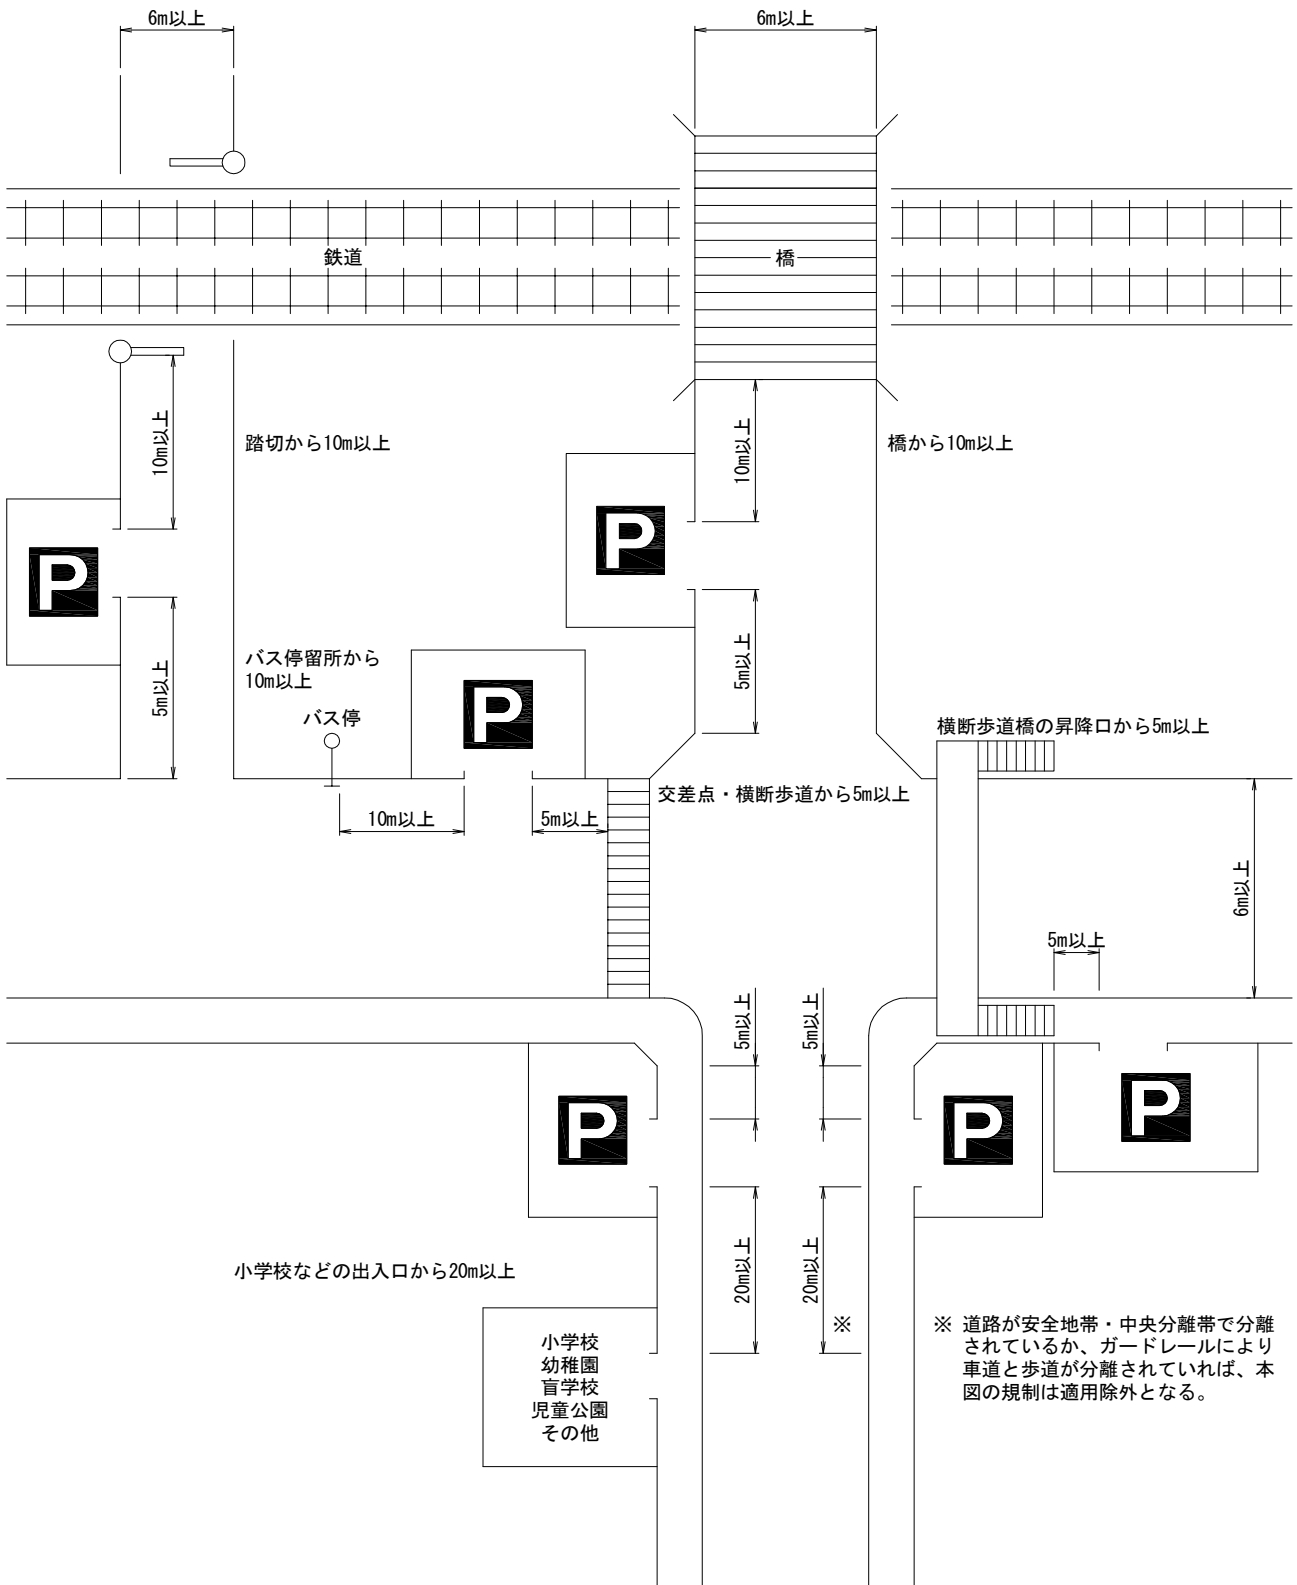 6m以上
6m以上
鉄道
橋
10m以上
踏切から10m以上
10m以上
橋から10m以上
P
P
5m以上
バス停留所から
10m以上
バス停
P
5m以上
横断歩道橋の昇降口から5m以上
交差点・横断歩道から5m以上
10m以上
5m以上
6m以上
5m以上
5m以上
5m以上
P
P
P
20m以上
20m以上
※
小学校などの出入口から20m以上
小学校
幼稚園
盲学校
児童公園
その他
※ 道路が安全地帯・中央分離帯で分離
されているか、ガードレールにより
車道と歩道が分離されていれば、本
図の規制は適用除外となる。